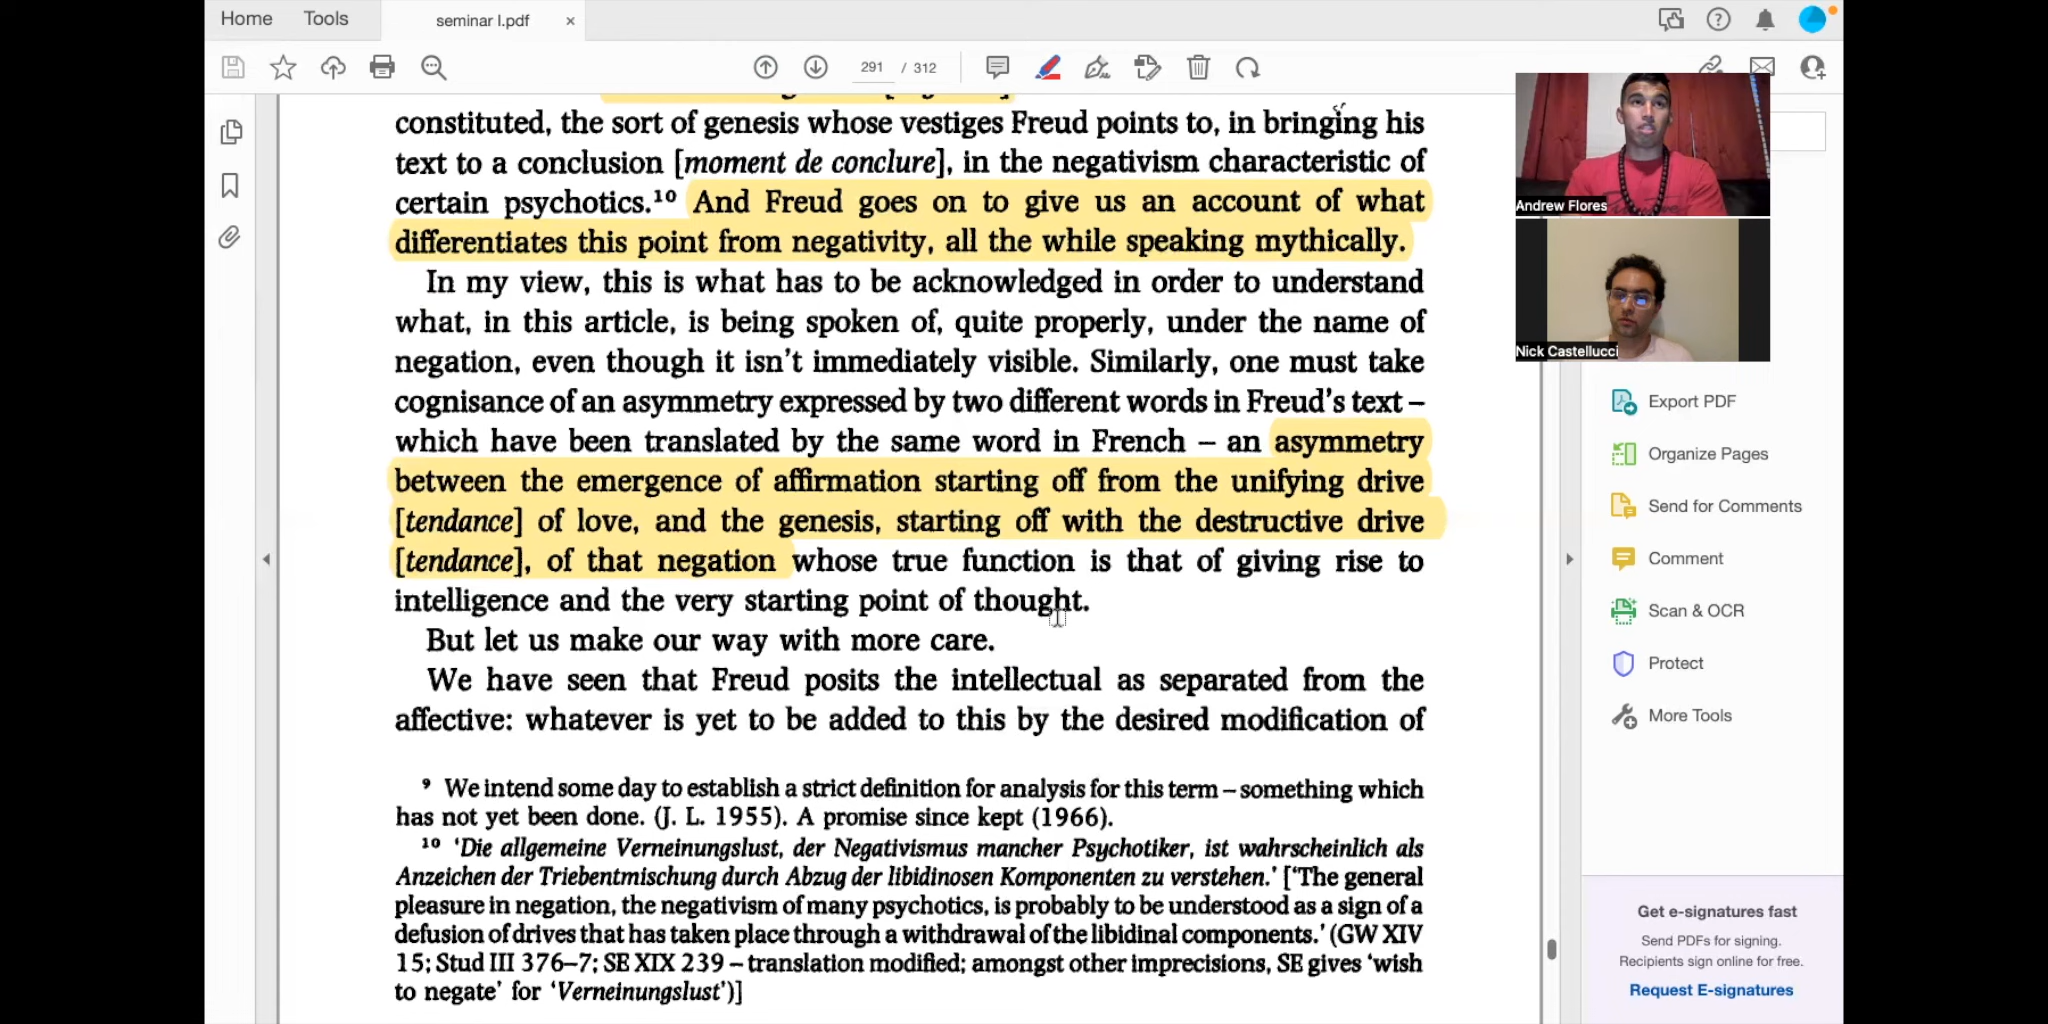 Home
Tools
seminar I.pdf
291 / 312
constituted, the sort of genesis whose vestiges Freud points to, in bringing his
text to a conclusion [moment de conclure], in the negativism characteristic of
certain psychotics.¹⁰ And Freud goes on to give us an account of what
differentiates this point from negativity, all the while speaking mythically.
In my view, this is what has to be acknowledged in order to understand
what, in this article, is being spoken of, quite properly, under the name of
negation, even though it isn't immediately visible. Similarly, one must take
cognisance of an asymmetry expressed by two different words in Freud's text –
which have been translated by the same word in French – an asymmetry
between the emergence of affirmation starting off from the unifying drive
[tendance] of love, and the genesis, starting off with the destructive drive
[tendance], of that negation whose true function is that of giving rise to
intelligence and the very starting point of thought.
But let us make our way with more care.
We have seen that Freud posits the intellectual as separated from the
affective: whatever is yet to be added to this by the desired modification of
⁹ We intend some day to establish a strict definition for analysis for this term – something which
has not yet been done. (J. L. 1955). A promise since kept (1966).
¹⁰ 'Die allgemeine Verneinungslust, der Negativismus mancher Psychotiker, ist wahrscheinlich als
Anzeichen der Triebentmischung durch Abzug der libidinosen Komponenten zu verstehen.' ['The general
pleasure in negation, the negativism of many psychotics, is probably to be understood as a sign of a
defusion of drives that has taken place through a withdrawal of the libidinal components.' (GW XIV
15; Stud III 376–7; SE XIX 239 – translation modified; amongst other imprecisions, SE gives 'wish
to negate' for 'Verneinungslust')]
Andrew Flores
Nick Castellucci
Export PDF
Organize Pages
Send for Comments
Comment
Scan & OCR
Protect
More Tools
Get e-signatures fast
Send PDFs for signing.
Recipients sign online for free.
Request E-signatures